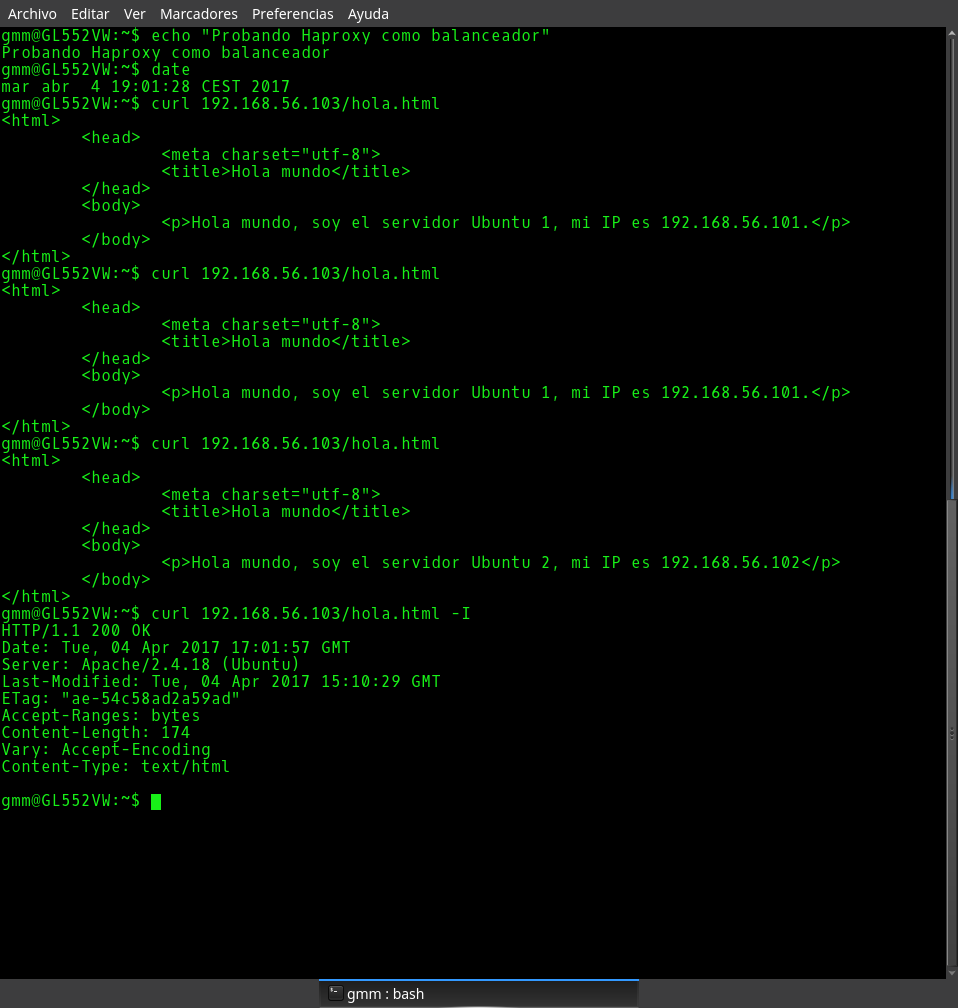 Archivo Editar Ver Marcadores Preferencias Ayuda
gmm@GL552VW:~$ echo "Probando Haproxy como balanceador"
Probando Haproxy como balanceador
gmm@GL552VW:~$ date
mar abr  4 19:01:28 CEST 2017
gmm@GL552VW:~$ curl 192.168.56.103/hola.html
<html>
        <head>
                <meta charset="utf-8">
                <title>Hola mundo</title>
        </head>
        <body>
                <p>Hola mundo, soy el servidor Ubuntu 1, mi IP es 192.168.56.101.</p>
        </body>
</html>
gmm@GL552VW:~$ curl 192.168.56.103/hola.html
<html>
        <head>
                <meta charset="utf-8">
                <title>Hola mundo</title>
        </head>
        <body>
                <p>Hola mundo, soy el servidor Ubuntu 1, mi IP es 192.168.56.101.</p>
        </body>
</html>
gmm@GL552VW:~$ curl 192.168.56.103/hola.html
<html>
        <head>
                <meta charset="utf-8">
                <title>Hola mundo</title>
        </head>
        <body>
                <p>Hola mundo, soy el servidor Ubuntu 2, mi IP es 192.168.56.102</p>
        </body>
</html>
gmm@GL552VW:~$ curl 192.168.56.103/hola.html -I
HTTP/1.1 200 OK
Date: Tue, 04 Apr 2017 17:01:57 GMT
Server: Apache/2.4.18 (Ubuntu)
Last-Modified: Tue, 04 Apr 2017 15:10:29 GMT
ETag: "ae-54c58ad2a59ad"
Accept-Ranges: bytes
Content-Length: 174
Vary: Accept-Encoding
Content-Type: text/html

gmm@GL552VW:~$
gmm : bash